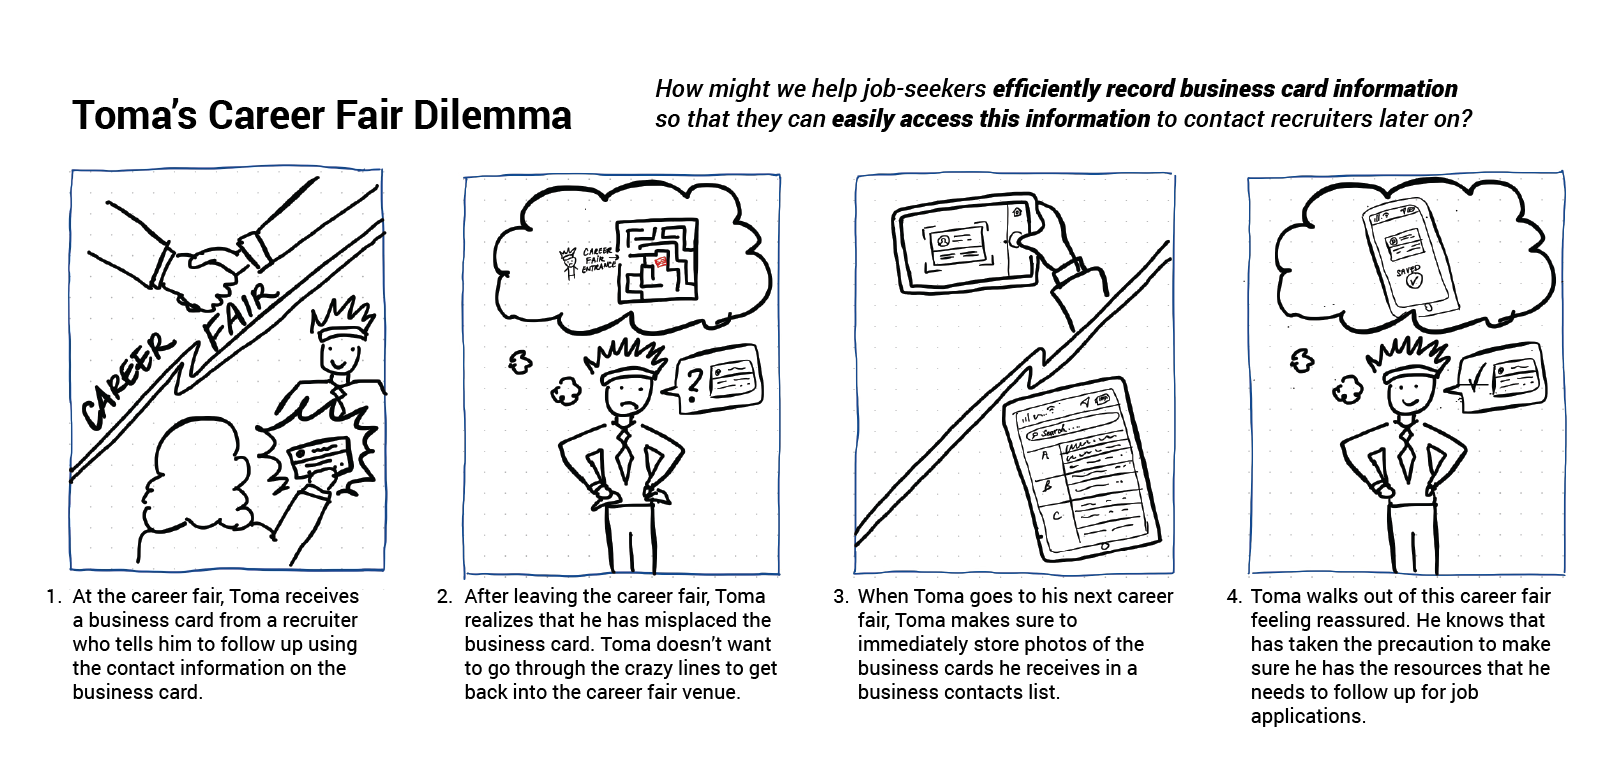 Toma's Career Fair Dilemma
How might we help job-seekers efficiently record business card information
so that they can easily access this information to contact recruiters later on?
CAREER FAIR
CAREER
FAIR
ENTRANCE
?
Search...
A
B
C
SAVED
1. At the career fair, Toma receives
a business card from a recruiter
who tells him to follow up using
the contact information on the
business card.
2. After leaving the career fair, Toma
realizes that he has misplaced the
business card. Toma doesn't want
to go through the crazy lines to get
back into the career fair venue.
3. When Toma goes to his next career
fair, Toma makes sure to
immediately store photos of the
business cards he receives in a
business contacts list.
4. Toma walks out of this career fair
feeling reassured. He knows that
has taken the precaution to make
sure he has the resources that he
needs to follow up for job
applications.